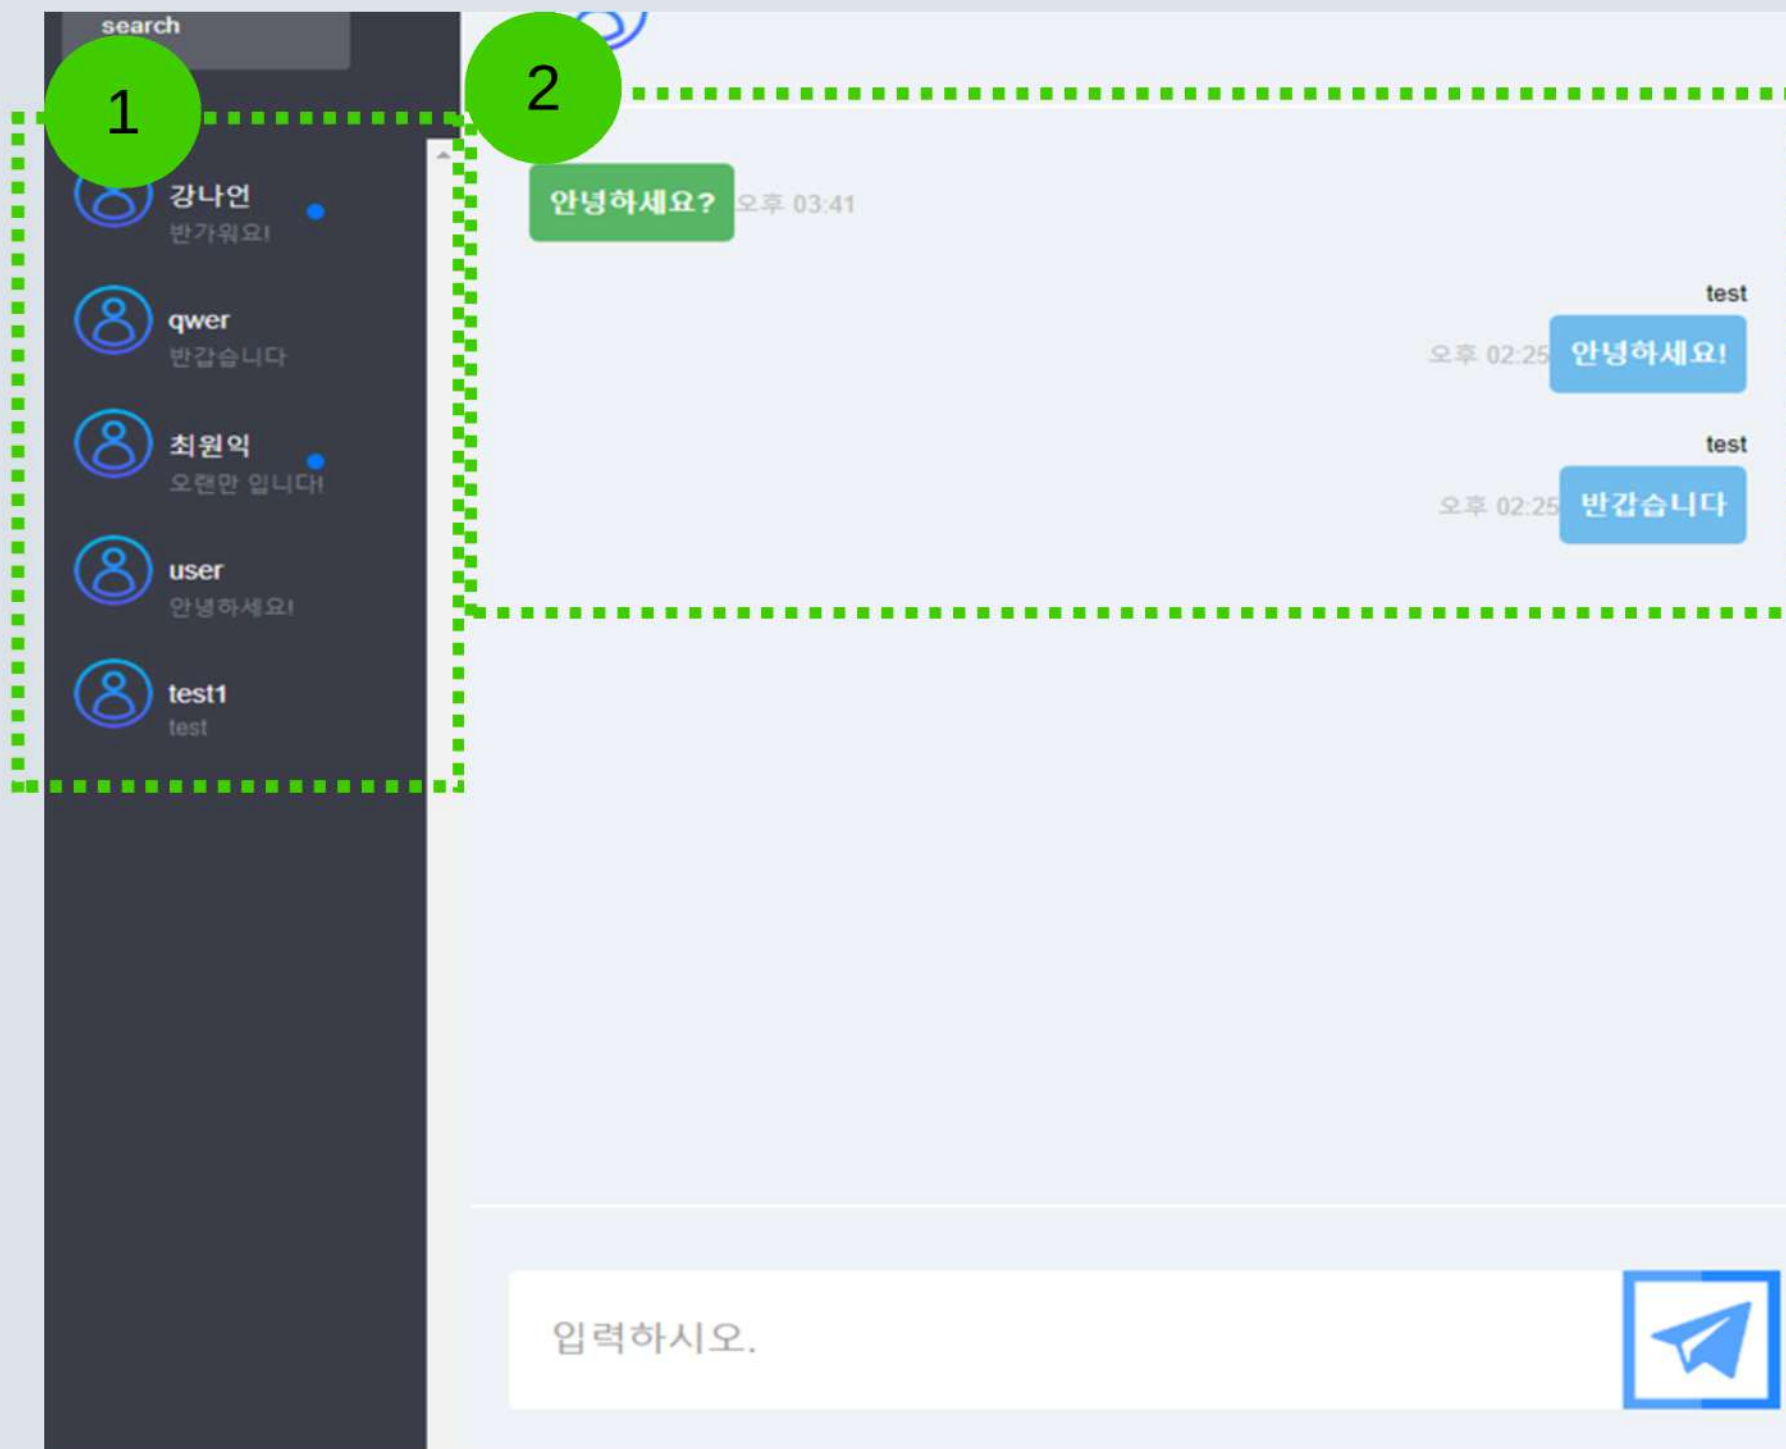 search
1
강나언
반가워요!
qwer
반갑습니다
최원익
오랜만 입니다!
user
안녕하세요!
test1
test
2
안녕하세요? 오후 03:41
test
오후 02:25 안녕하세요!
test
오후 02:25 반갑습니다
입력하시오.